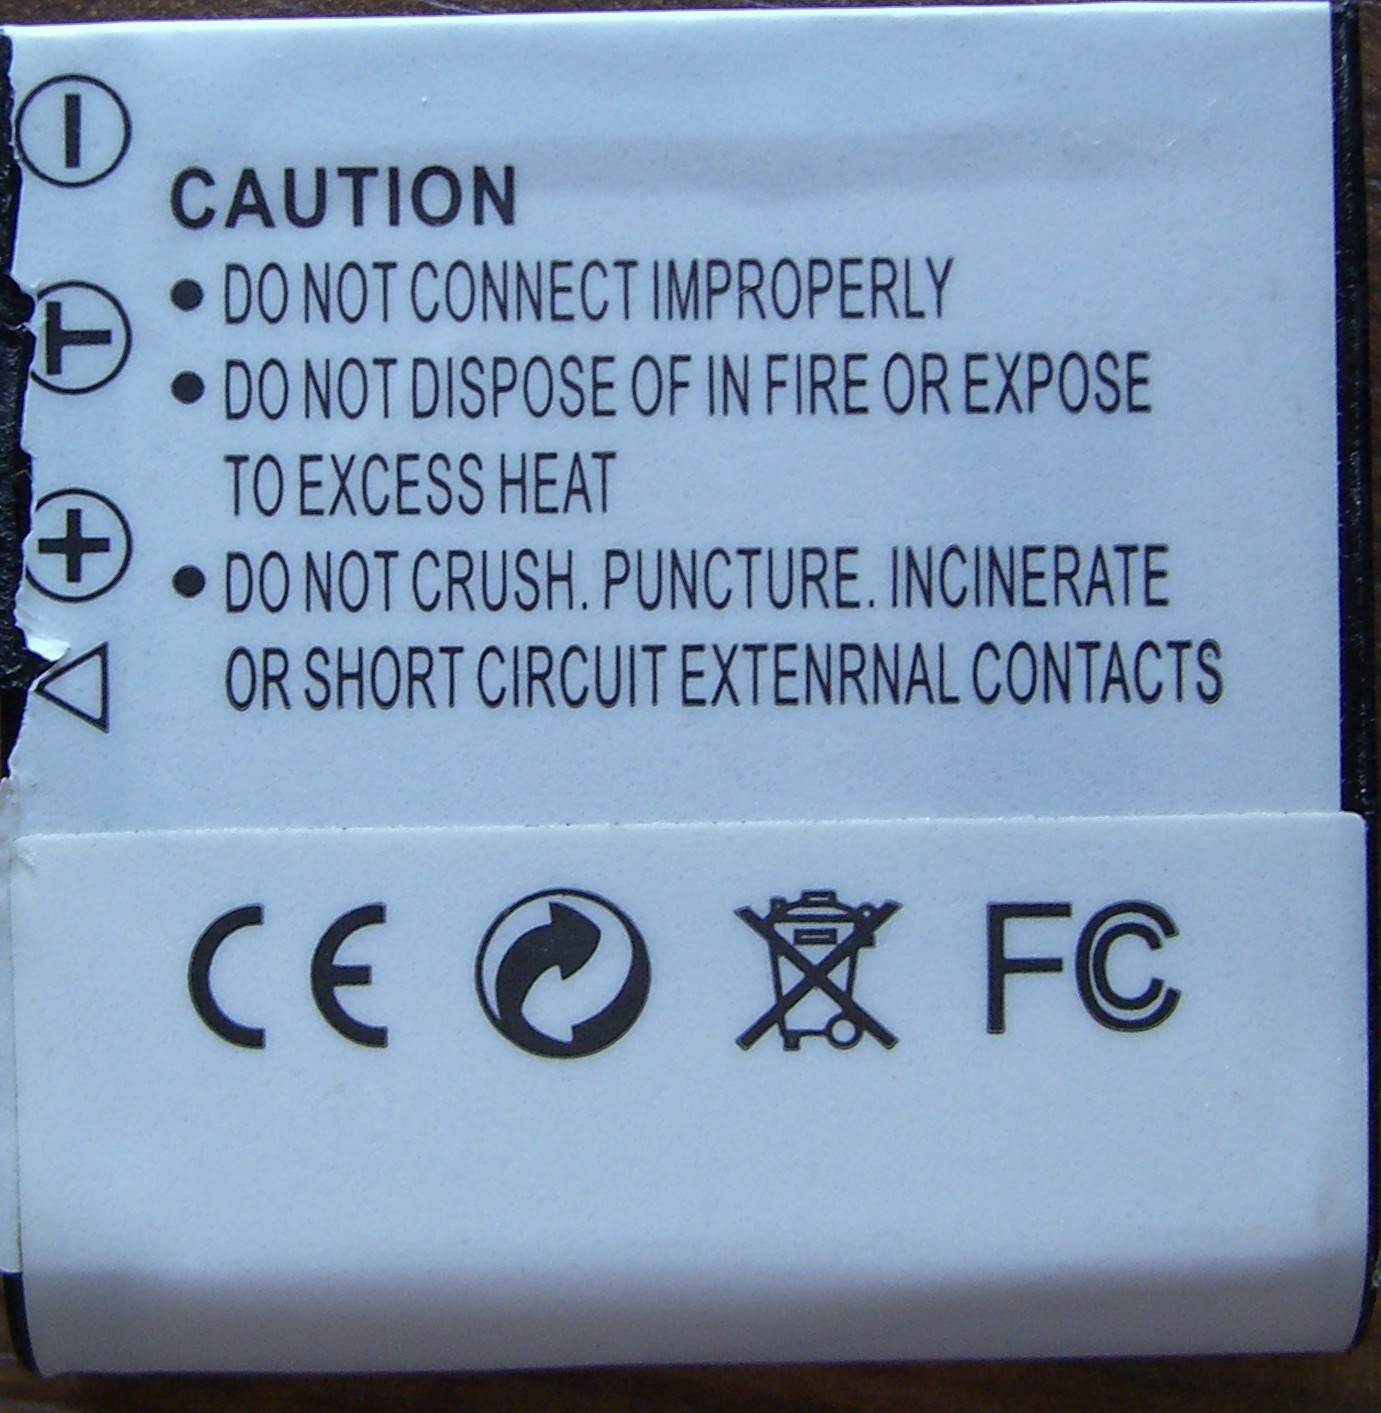 CAUTION
● DO NOT CONNECT IMPROPERLY
● DO NOT DISPOSE OF IN FIRE OR EXPOSE
TO EXCESS HEAT
● DO NOT CRUSH. PUNCTURE. INCINERATE
OR SHORT CIRCUIT EXTENRNAL CONTACTS
T
CE FC